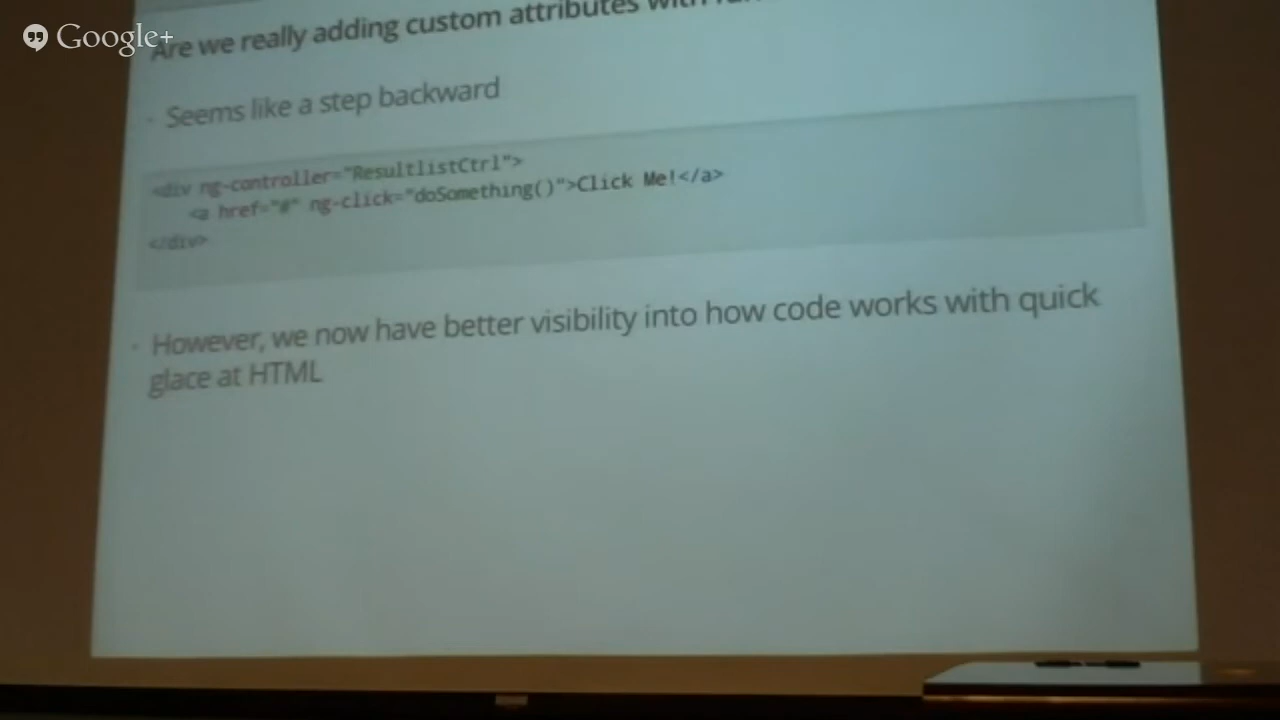 Google+
Are we really adding custom attributes with
Seems like a step backward
<div ng-controller="ResultlistCtrl">
<a href="#" ng-click="doSomething()">Click Me!</a>
</div>
However, we now have better visibility into how code works with quick
glace at HTML